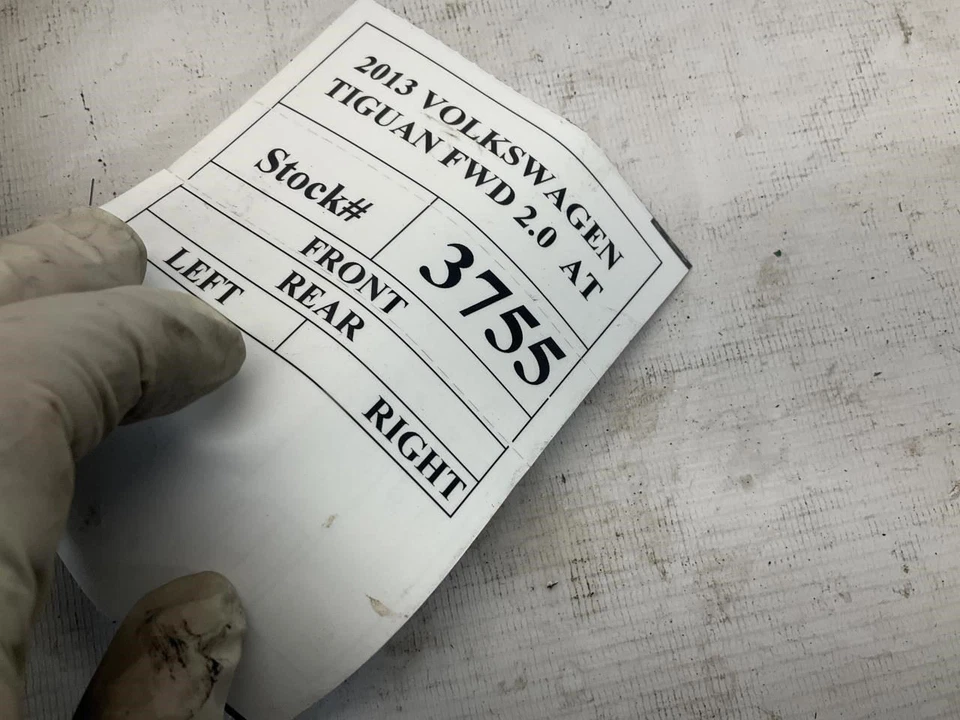 2013 VOLKSWAGEN
TIGUAN FWD 2.0 AT
Stock# 3755
FRONT
REAR
LEFT RIGHT